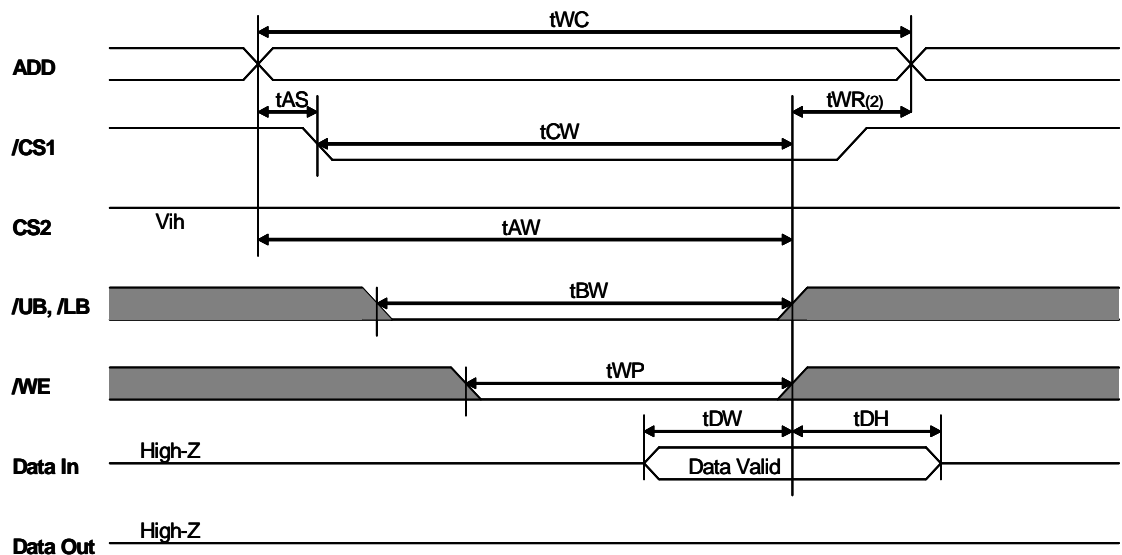 tWC
ADD
tAS
tWR(2)
/CS1
tCW
CS2
Vih
tAW
/UB, /LB
tBW
/WE
tWP
tDW
tDH
Data In
High-Z
Data Valid
Data Out
High-Z